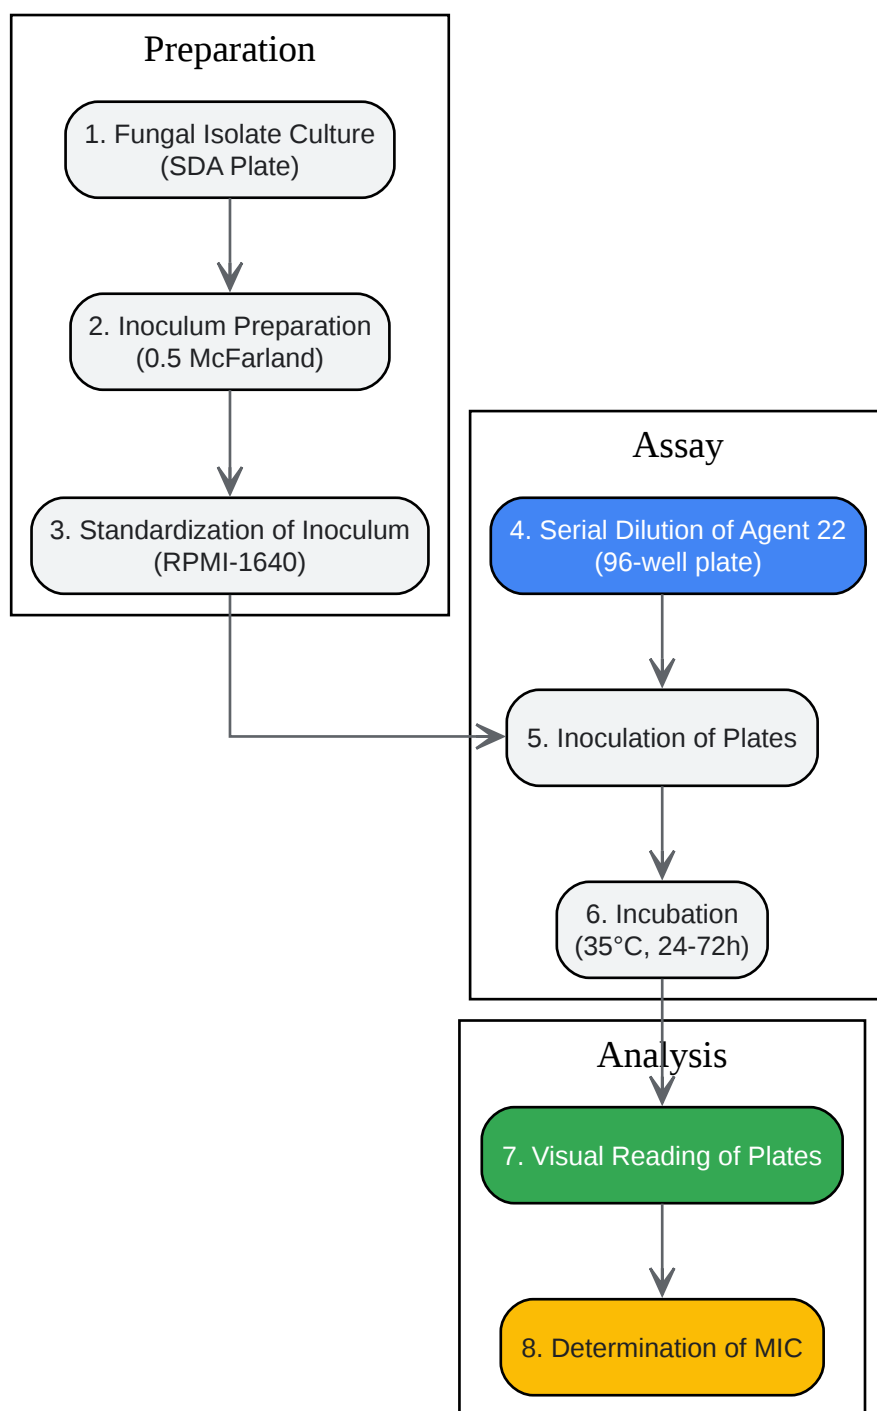 Preparation
1. Fungal Isolate Culture
(SDA Plate)
2. Inoculum Preparation
(0.5 McFarland)
3. Standardization of Inoculum
(RPMI-1640)
Assay
4. Serial Dilution of Agent 22
(96-well plate)
5. Inoculation of Plates
6. Incubation
(35°C, 24-72h)
Analysis
7. Visual Reading of Plates
8. Determination of MIC